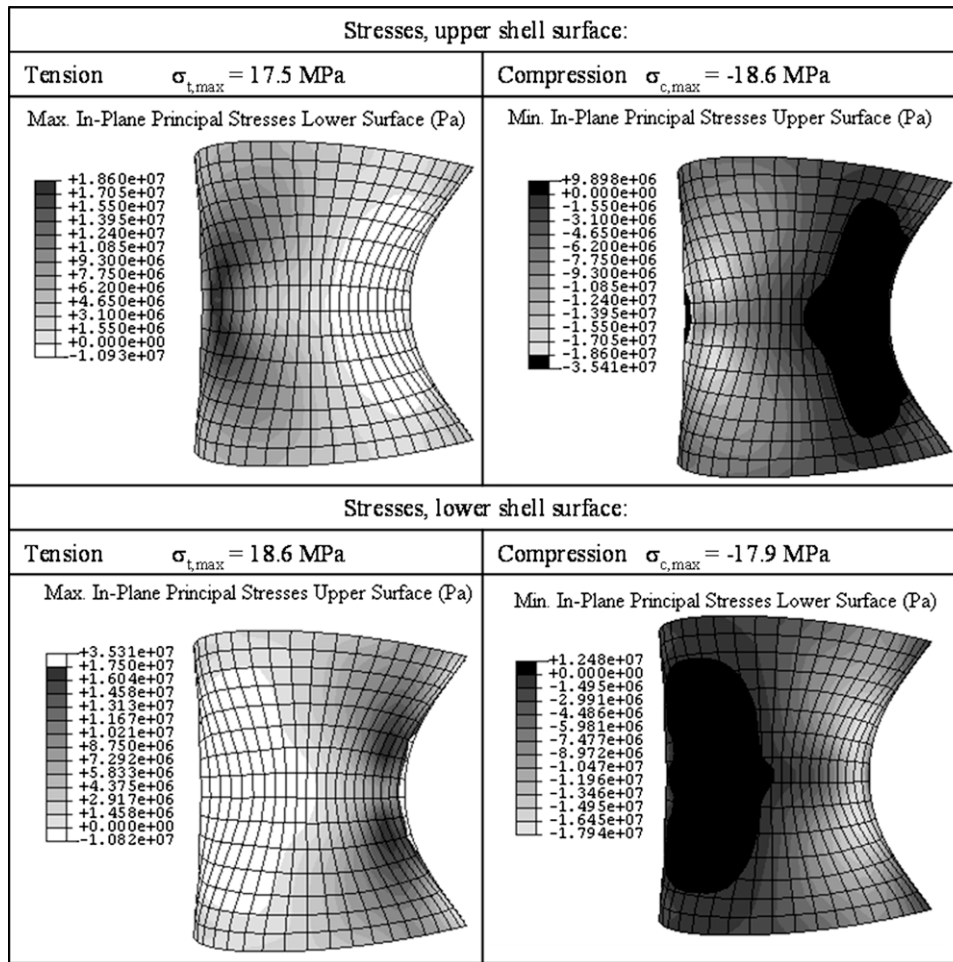 Stresses, upper shell surface:
Tension σt,max = 17.5 MPa
Compression σc,max = -18.6 MPa
Max. In-Plane Principal Stresses Lower Surface (Pa)
+1.860e+07
+1.705e+07
+1.550e+07
+1.395e+07
+1.240e+07
+1.085e+07
+9.300e+06
+7.750e+06
+6.200e+06
+4.650e+06
+3.100e+06
+1.550e+06
+0.000e+00
-1.093e+07
Min. In-Plane Principal Stresses Upper Surface (Pa)
+9.898e+06
+0.000e+00
-1.550e+06
-3.100e+06
-4.650e+06
-6.200e+06
-7.750e+06
-9.300e+06
-1.085e+07
-1.240e+07
-1.395e+07
-1.550e+07
-1.705e+07
-1.860e+07
-3.541e+07
Stresses, lower shell surface:
Tension σt,max = 18.6 MPa
Compression σc,max = -17.9 MPa
Max. In-Plane Principal Stresses Upper Surface (Pa)
+3.531e+07
+1.750e+07
+1.604e+07
+1.458e+07
+1.313e+07
+1.167e+07
+1.021e+07
+8.750e+06
+7.292e+06
+5.833e+06
+4.375e+06
+2.917e+06
+1.458e+06
+0.000e+00
-1.082e+07
Min. In-Plane Principal Stresses Lower Surface (Pa)
+1.248e+07
+0.000e+00
-1.495e+06
-2.991e+06
-4.486e+06
-5.981e+06
-7.477e+06
-8.972e+06
-1.047e+07
-1.196e+07
-1.346e+07
-1.495e+07
-1.645e+07
-1.794e+07